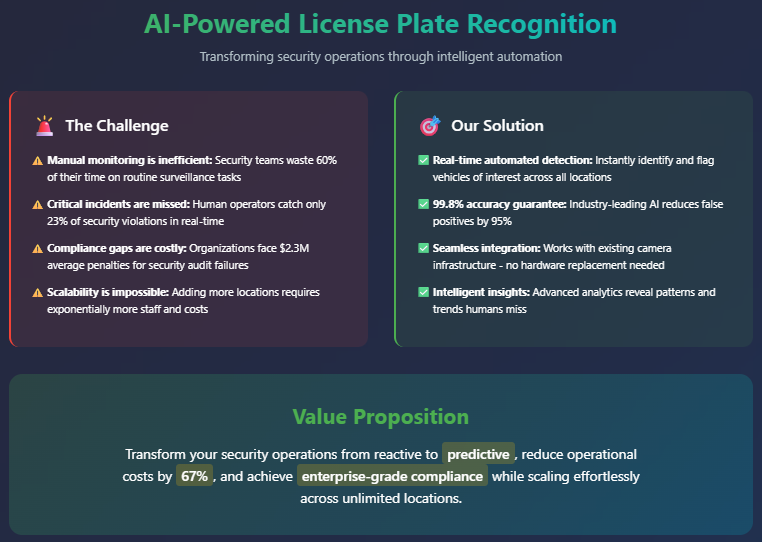 AI-Powered License Plate Recognition
Transforming security operations through intelligent automation
The Challenge
Manual monitoring is inefficient: Security teams waste 60%
of their time on routine surveillance tasks
Critical incidents are missed: Human operators catch only
23% of security violations in real-time
Compliance gaps are costly: Organizations face $2.3M
average penalties for security audit failures
Scalability is impossible: Adding more locations requires
exponentially more staff and costs
Our Solution
Real-time automated detection: Instantly identify and flag
vehicles of interest across all locations
99.8% accuracy guarantee: Industry-leading AI reduces false
positives by 95%
Seamless integration: Works with existing camera
infrastructure - no hardware replacement needed
Intelligent insights: Advanced analytics reveal patterns and
trends humans miss
Value Proposition
Transform your security operations from reactive to predictive, reduce operational
costs by 67%, and achieve enterprise-grade compliance while scaling effortlessly
across unlimited locations.